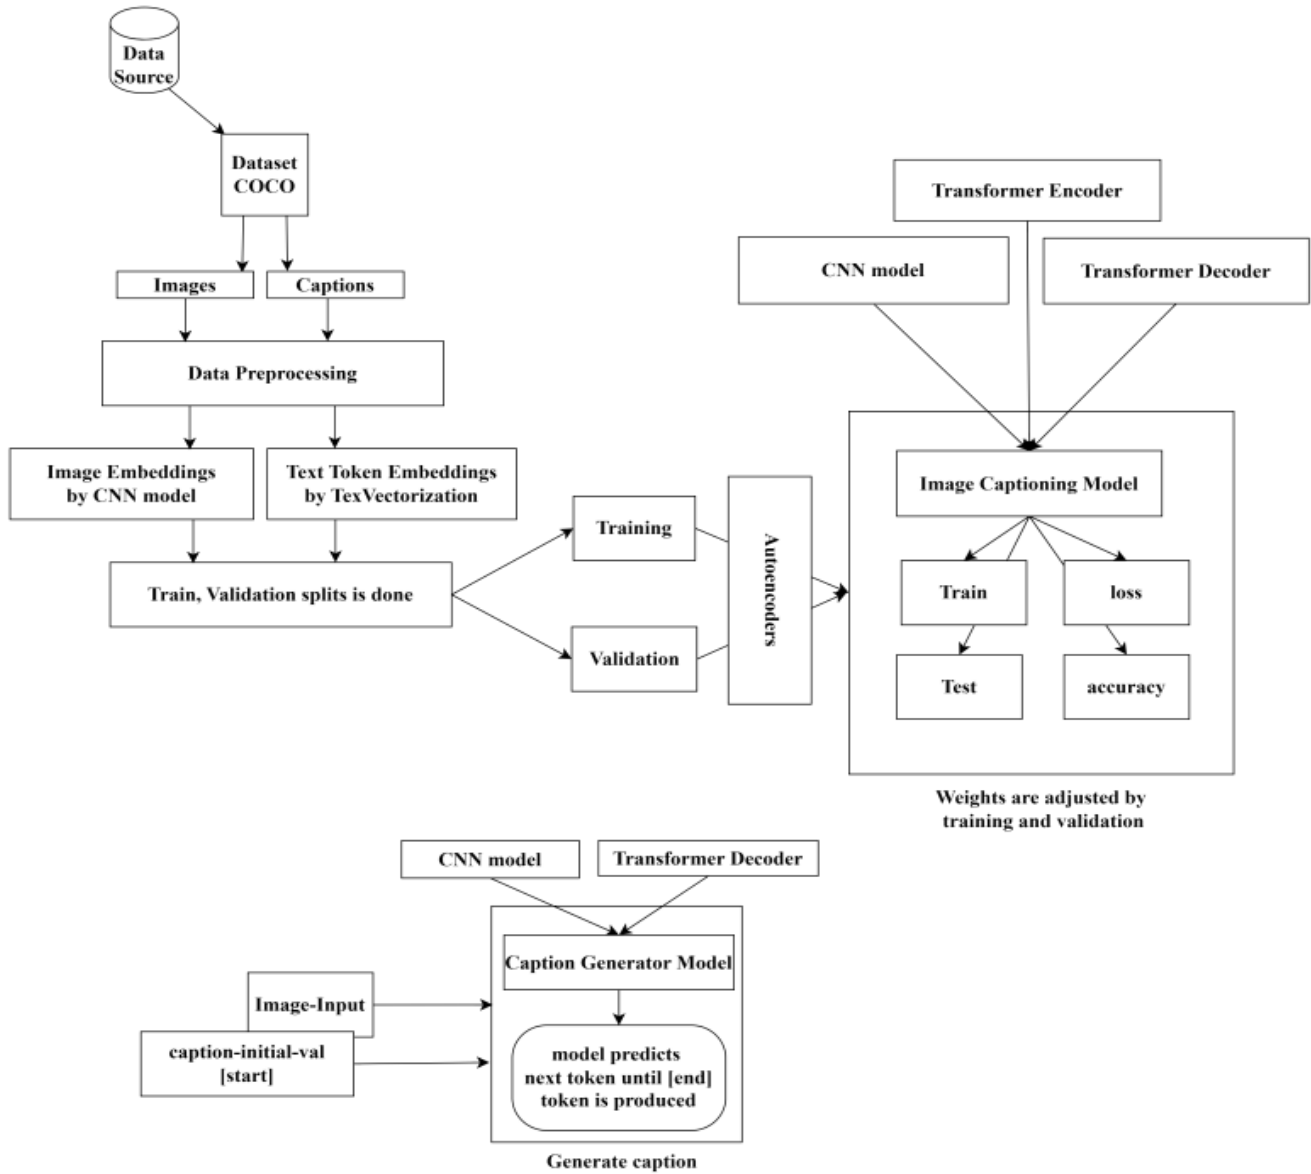 Data
Source
Dataset
COCO
Images
Captions
Data Preprocessing
Image Embeddings
by CNN model
Text Token Embeddings
by TexVectorization
Train, Validation splits is done
Training
Validation
Autoencoders
Transformer Encoder
CNN model
Transformer Decoder
Image Captioning Model
Train
loss
Test
accuracy
Weights are adjusted by
training and validation
CNN model
Transformer Decoder
Caption Generator Model
Image-Input
caption-initial-val
[start]
model predicts
next token until [end]
token is produced
Generate caption